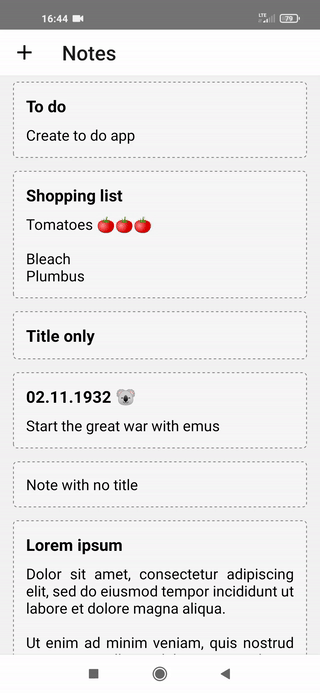 16:44 LTE 79
+ Notes
To do
Create to do app
Shopping list
Tomatoes 🍅🍅🍅
Bleach
Plumbus
Title only
02.11.1932 🐨
Start the great war with emus
Note with no title
Lorem ipsum
Dolor sit amet, consectetur adipiscing
elit, sed do eiusmod tempor incididunt ut
labore et dolore magna aliqua.
Ut enim ad minim veniam, quis nostrud